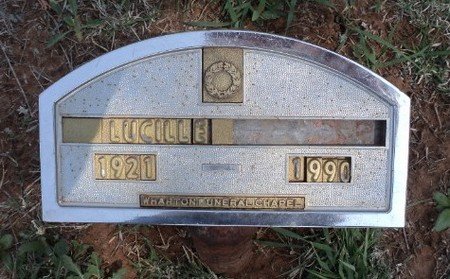 LUCILLE
1921 1990
WHARTON FUNERAL CHAPEL